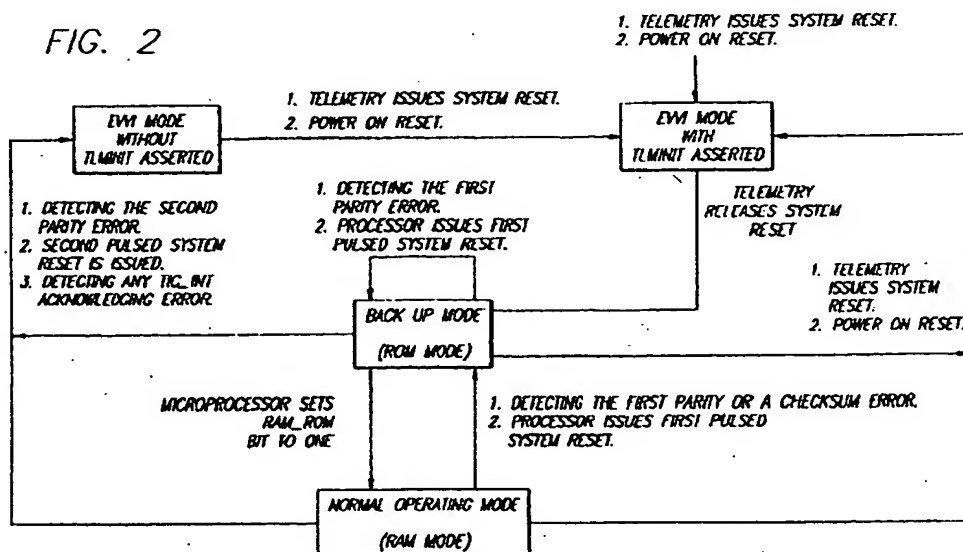 FIG. 2
1. TELEMETRY ISSUES SYSTEM RESET.
2. POWER ON RESET.
EVVI MODE
WITHOUT
TLMINIT ASSERTED
1. TELEMETRY ISSUES SYSTEM RESET.
2. POWER ON RESET.
EVVI MODE
WITH
TLMINIT ASSERTED
1. DETECTING THE SECOND
PARITY ERROR.
2. SECOND PULSED SYSTEM
RESET IS ISSUED.
3. DETECTING ANY TIC_INT
ACKNOWLEDGING ERROR.
1. DETECTING THE FIRST
PARITY ERROR.
2. PROCESSOR ISSUES FIRST
PULSED SYSTEM RESET.
TELEMETRY
RELEASES SYSTEM
RESET
1. TELEMETRY
ISSUES SYSTEM
RESET.
2. POWER ON RESET.
BACK UP MODE
(ROM MODE)
MICROPROCESSOR SETS
RAM_ROM
BIT TO ONE
1. DETECTING THE FIRST PARITY OR A CHECKSUM ERROR.
2. PROCESSOR ISSUES FIRST PULSED
SYSTEM RESET.
NORMAL OPERATING MODE
(RAM MODE)